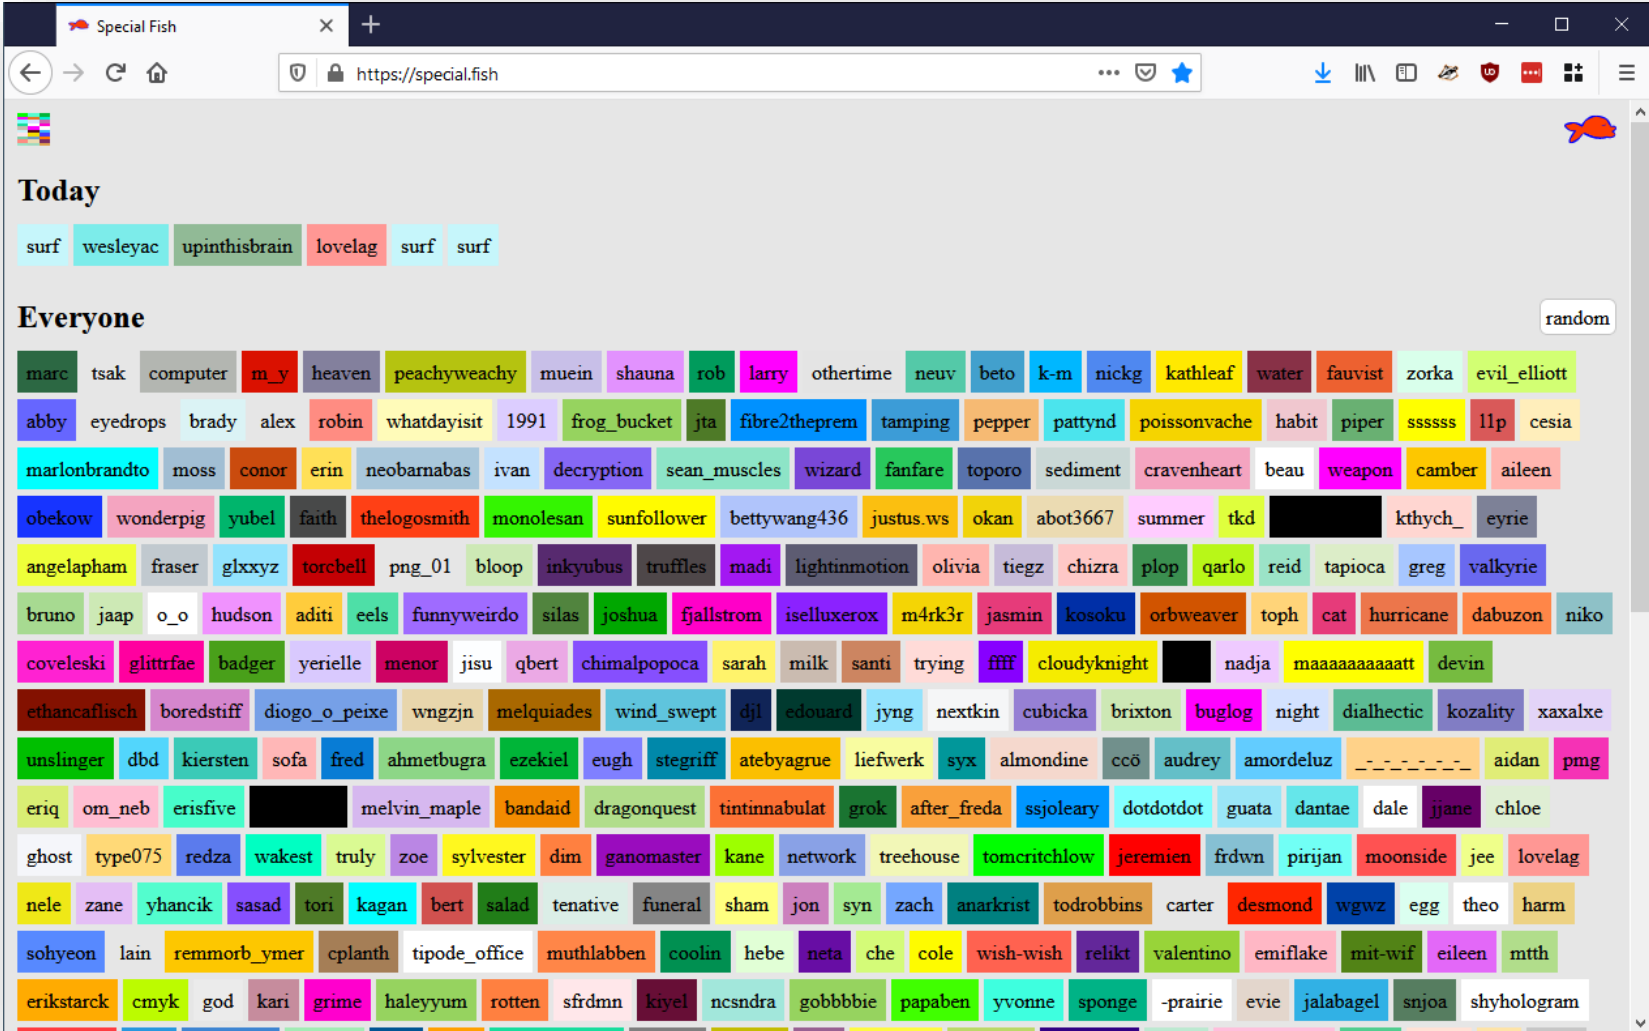 Special Fish
https://special.fish
Today
surf wesleyac upinthisbrain lovelag surf surf
Everyone
random
marc tsak computer m_y heaven peachyweachy muein shauna rob larry othertime neuv beto k-m nickg kathleaf water fauvist zorka evil_elliott
abby eyedrops brady alex robin whatdayisit 1991 frog_bucket jta fibre2theprem tamping pepper pattynd poissonvache habit piper ssssss llp cesia
marlonbrandto moss conor erin neobarnabas ivan decryption sean_muscles wizard fanfare toporo sediment cravenheart beau weapon camber aileen
obekow wonderpig yubel faith thelogosmith monolesan sunfollower bettywang436 justus.ws okan abot3667 summer tkd kthych_ eyrie
angelapham fraser glxxyz torcbell png_01 bloop inkyubus truffles madi lightinmotion olivia tiegz chizra plop qarlo reid tapioca greg valkyrie
bruno jaap o_o hudson aditi eels funnyweirdo silas joshua fjallstrom iselluxerox m4rk3r jasmin kosoku orbweaver toph cat hurricane dabuzon niko
coveleski glittrfae badger yerielle menor jisu qbert chimalpopoca sarah milk santi trying ffff cloudyknight nadja maaaaaaaaaatt devin
ethancaflisch boredstiff diogo_o_peixe wngzjn melquiades wind_swept djl edouard jyng nextkin cubicka brixton buglog night dialhectic kozality xaxalxe
unslinger dbd kiersten sofa fred ahmetbugra ezekiel eugh stegriff atebyagrue liefwerk syx almondine ccö audrey amordeluz _-_-_-_-_-_-_ aidan pmg
eriq om_neb erisfive melvin_maple bandaid dragonquest tintinnabulat grok after_freda ssjoleary dotdotdot guata dantae dale jjane chloe
ghost type075 redza wakest truly zoe sylvester dim ganomaster kane network treehouse tomcritchlow jeremien frdwn pirijan moonside jee lovelag
nele zane yhancik sasad tori kagan bert salad tenative funeral sham jon syn zach anarkrist todrobbins carter desmond wgwz egg theo harm
sohyeon lain remmorb_ymer cplanth tipode_office muthlabben coolin hebe neta che cole wish-wish relikt valentino emiflake mit-wif eileen mtth
erikstarck cmyk god kari grime haleyyum rotten sfrdmn kiyel ncsndra gobbbbie papaben yvonne sponge -prairie evie jalabagel snjoa shyhologram